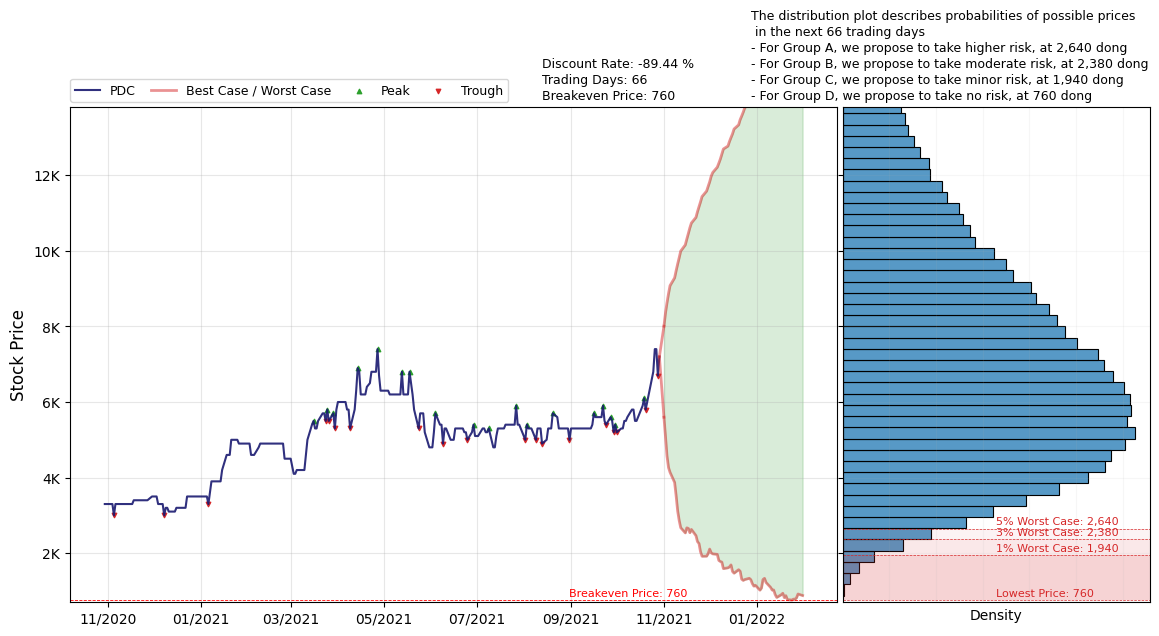 The distribution plot describes probabilities of possible prices
in the next 66 trading days
- For Group A, we propose to take higher risk, at 2,640 dong
- For Group B, we propose to take moderate risk, at 2,380 dong
- For Group C, we propose to take minor risk, at 1,940 dong
- For Group D, we propose to take no risk, at 760 dong
Discount Rate: -89.44 %
Trading Days: 66
Breakeven Price: 760
PDC
Best Case / Worst Case
Peak
Trough
Stock Price
12K
10K
8K
6K
4K
2K
Breakeven Price: 760
11/2020
01/2021
03/2021
05/2021
07/2021
09/2021
11/2021
01/2022
5% Worst Case: 2,640
3% Worst Case: 2,380
1% Worst Case: 1,940
Lowest Price: 760
Density